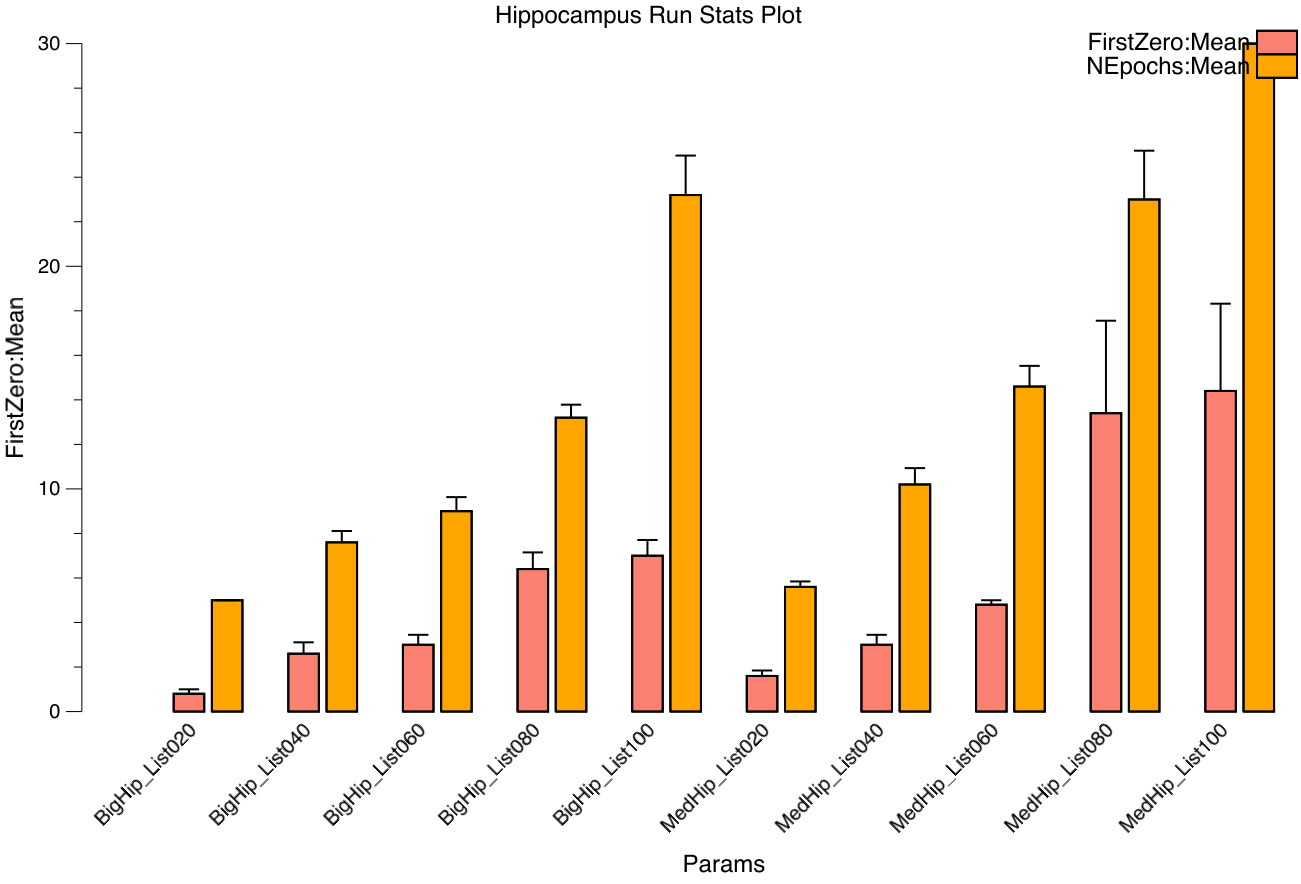 Hippocampus Run Stats Plot
FirstZero:Mean
NEpochs:Mean
30
20
10
0
FirstZero:Mean
BigHip_List020
BigHip_List040
BigHip_List060
BigHip_List080
BigHip_List100
MedHip_List020
MedHip_List040
MedHip_List060
MedHip_List080
MedHip_List100
Params